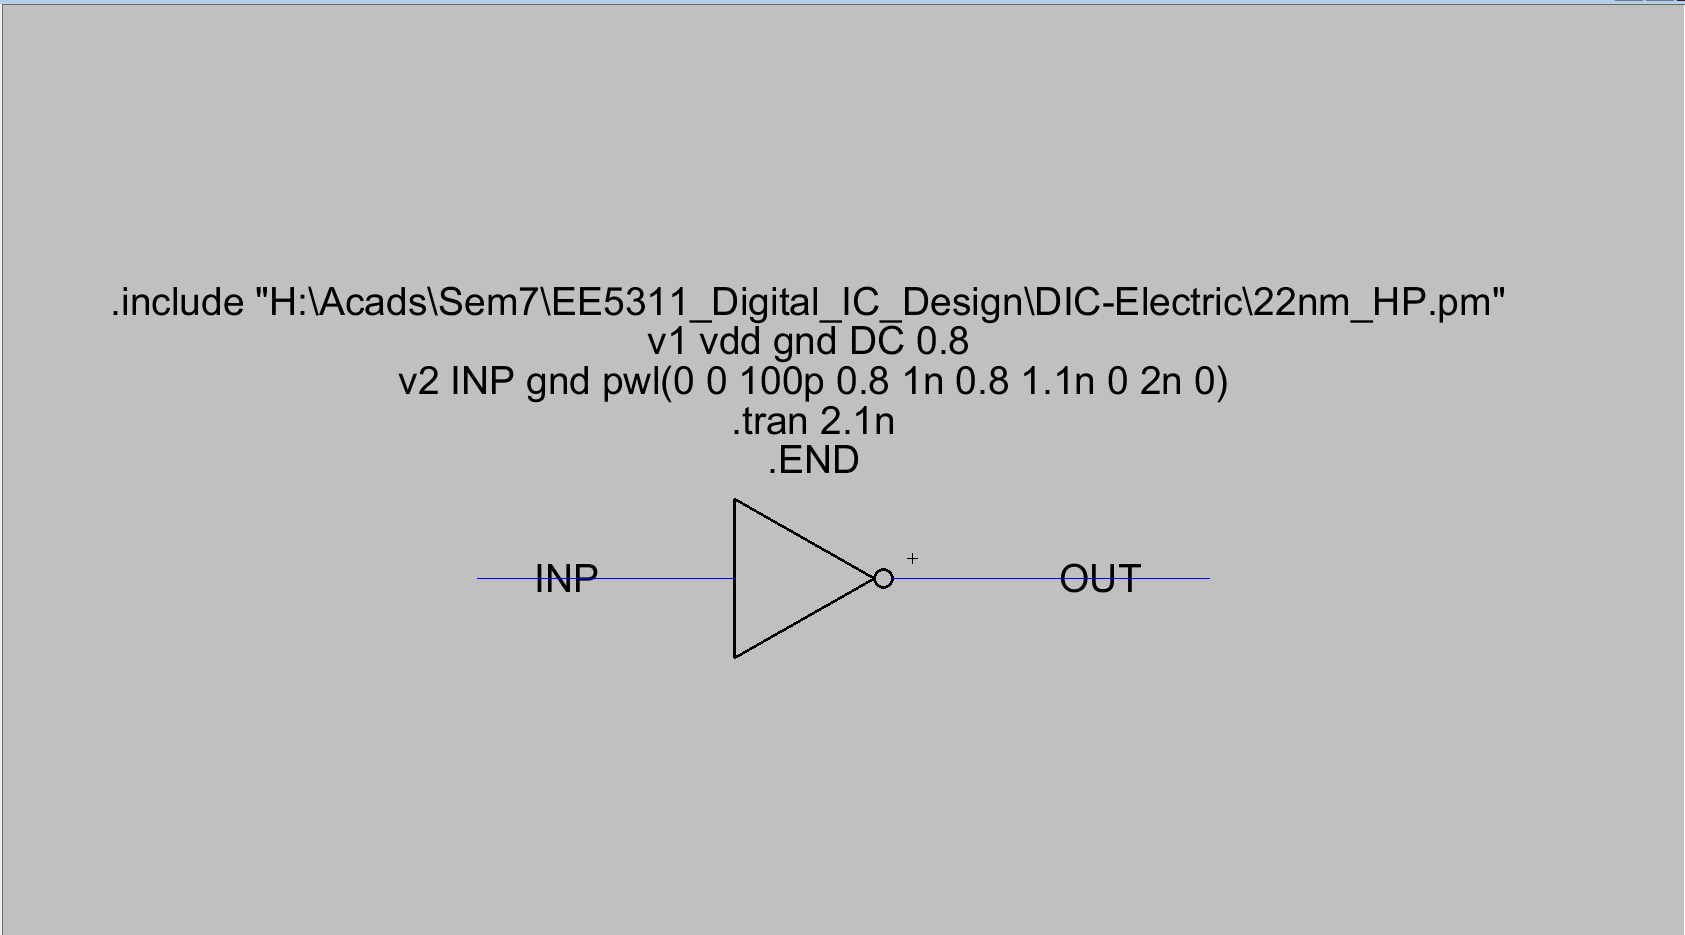 .include "H:\Acads\Sem7\EE5311_Digital_IC_Design\DIC-Electric\22nm_HP.pm"
v1 vdd gnd DC 0.8
v2 INP gnd pwl(0 0 100p 0.8 1n 0.8 1.1n 0 2n 0)
.tran 2.1n
.END
INP OUT